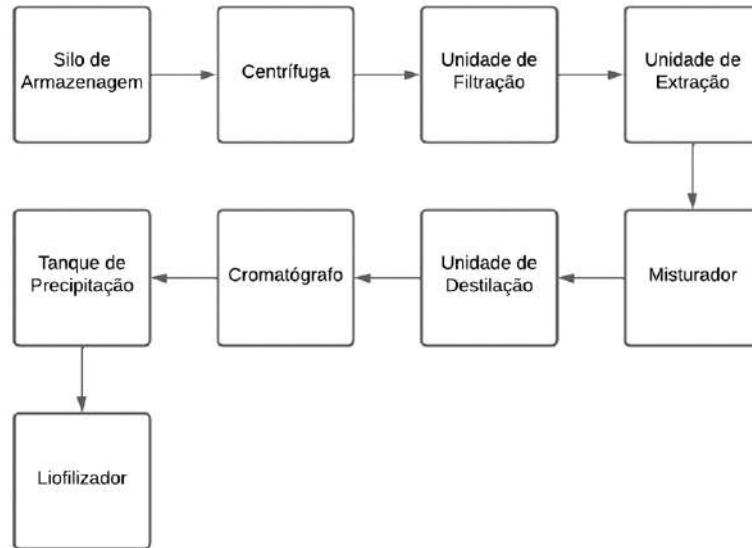 Silo de
Armazenagem
Centrífuga
Unidade de
Filtração
Unidade de
Extração
Tanque de
Precipitação
Cromatógrafo
Unidade de
Destilação
Misturador
Liofilizador